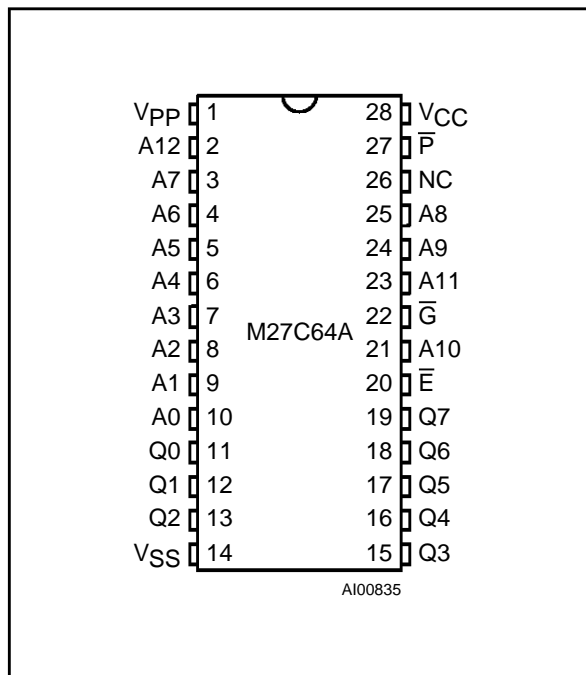 VPP 1 28 VCC
A12 2 27 P̅
A7 3 26 NC
A6 4 25 A8
A5 5 24 A9
A4 6 23 A11
A3 7 22 G̅
M27C64A
A2 8 21 A10
A1 9 20 E̅
A0 10 19 Q7
Q0 11 18 Q6
Q1 12 17 Q5
Q2 13 16 Q4
VSS 14 15 Q3
AI00835